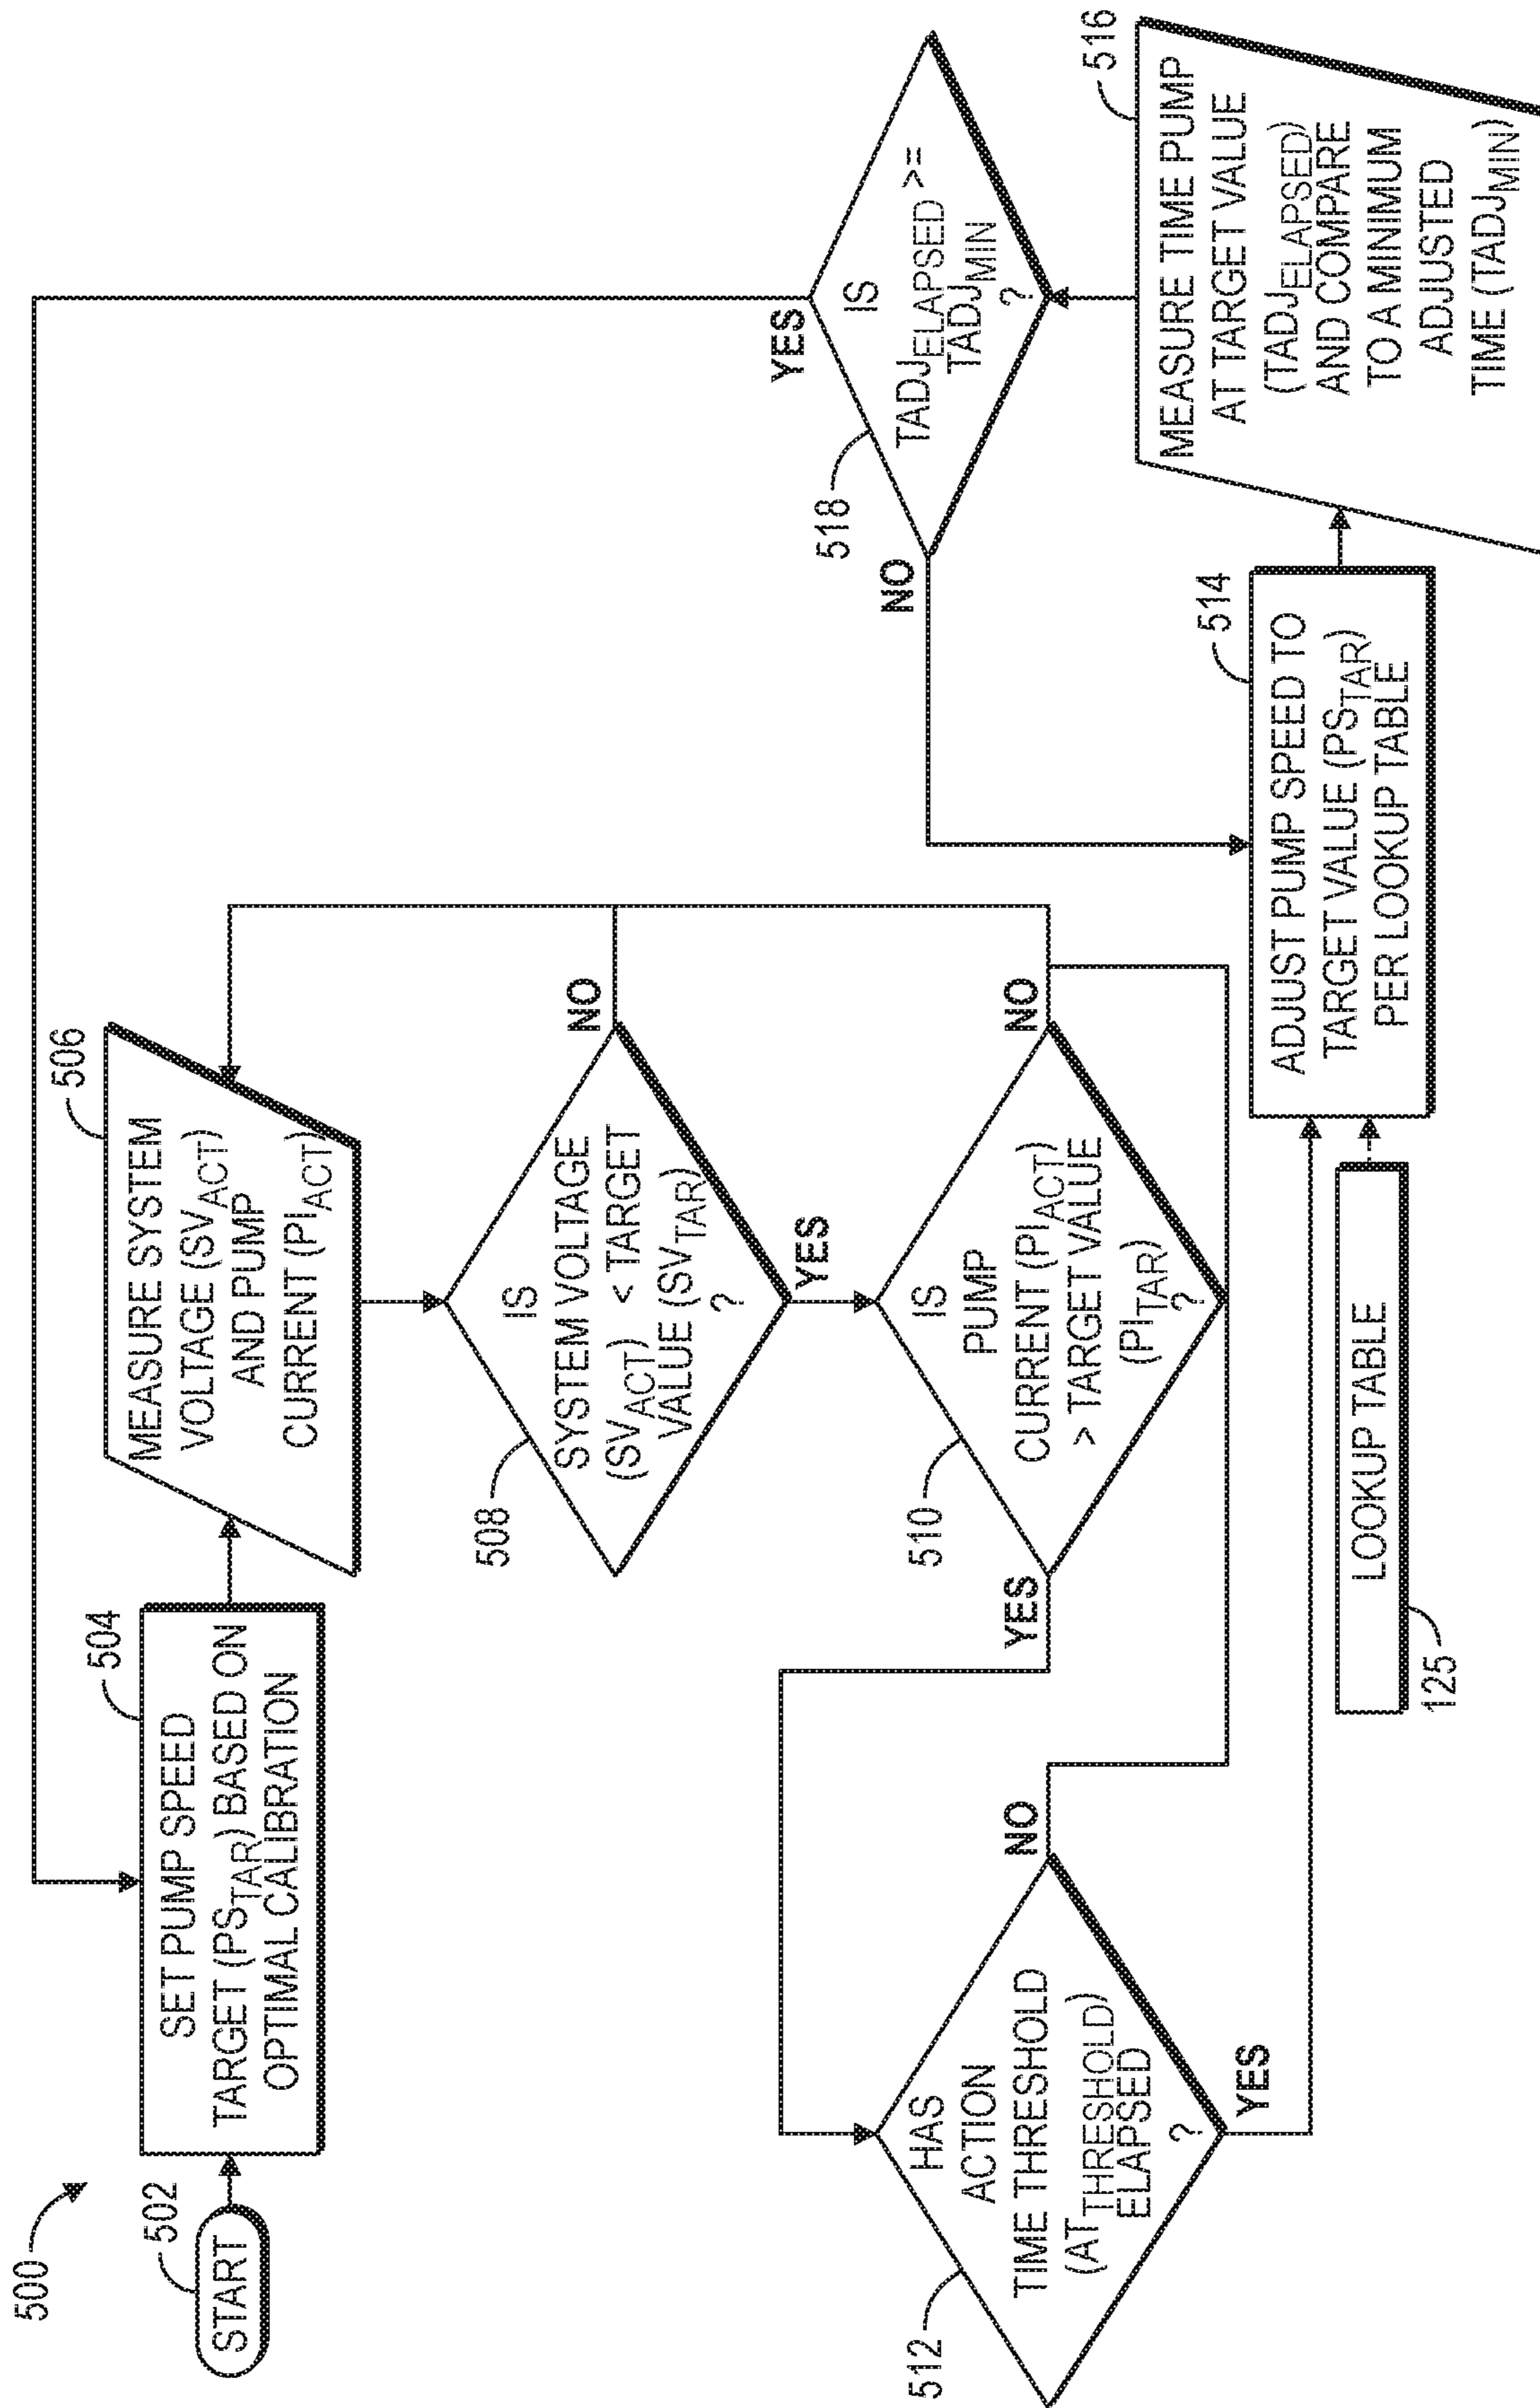 500
502
START
504
SET PUMP SPEED
TARGET (PSTAR) BASED ON
OPTIMAL CALIBRATION
506
MEASURE SYSTEM
VOLTAGE (SVACT)
AND PUMP
CURRENT (PIACT)
508
IS
SYSTEM VOLTAGE
(SVACT) < TARGET
VALUE (SVTAR)
?
NO
YES
510
IS
PUMP
CURRENT (PIACT)
> TARGET VALUE
(PITAR)
?
YES
NO
512
HAS
ACTION
TIME THRESHOLD
(ATTHRESHOLD)
ELAPSED
?
NO
YES
LOOKUP TABLE
125
514
ADJUST PUMP SPEED TO
TARGET VALUE (PSTAR)
PER LOOKUP TABLE
516
MEASURE TIME PUMP
AT TARGET VALUE
(TADJELAPSED)
AND COMPARE
TO A MINIMUM
ADJUSTED
TIME (TADJMIN)
518
IS
TADJELAPSED >=
TADJMIN
?
YES
NO